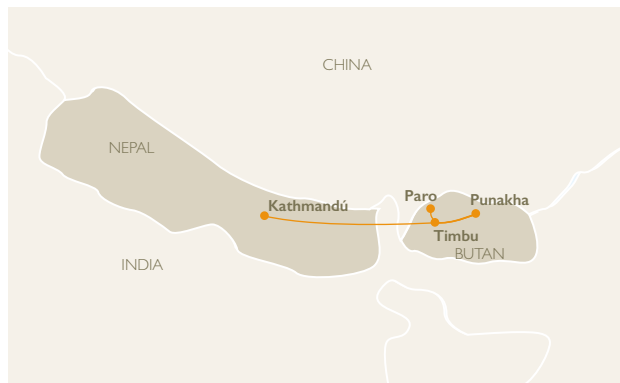 CHINA
NEPAL
Paro
Punakha
Kathmandú
Timbu
BUTAN
INDIA